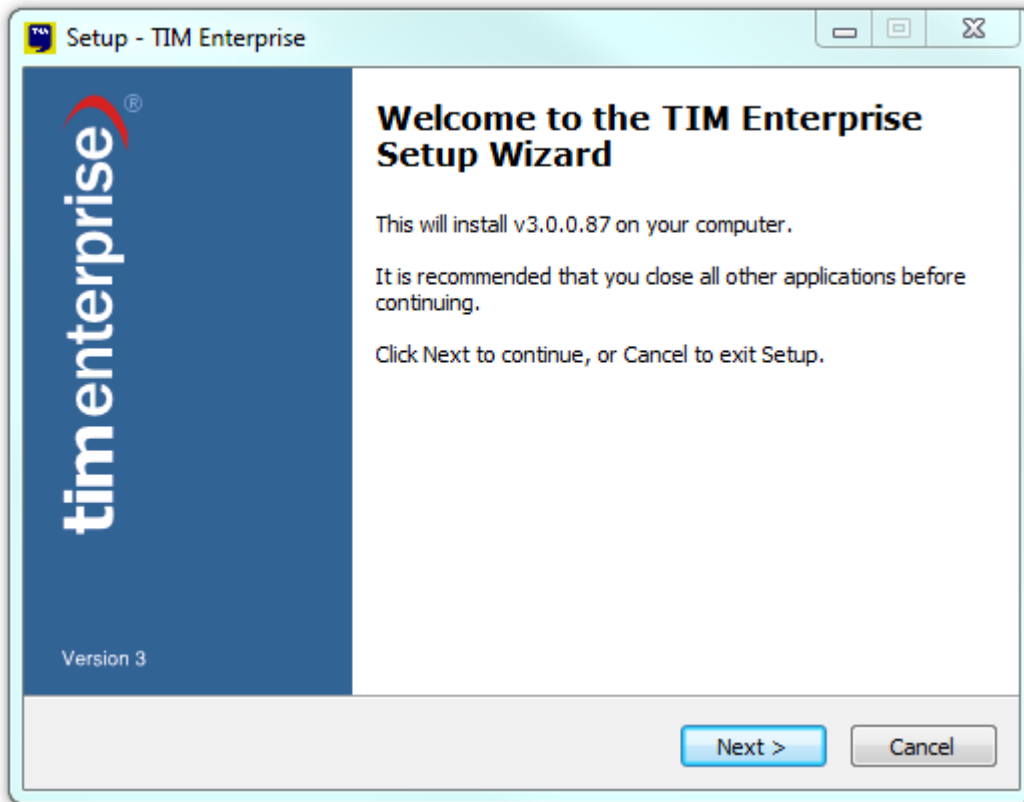 Setup - TIM Enterprise
timenterprise®
Version 3
Welcome to the TIM Enterprise
Setup Wizard
This will install v3.0.0.87 on your computer.
It is recommended that you close all other applications before
continuing.
Click Next to continue, or Cancel to exit Setup.
Next >
Cancel